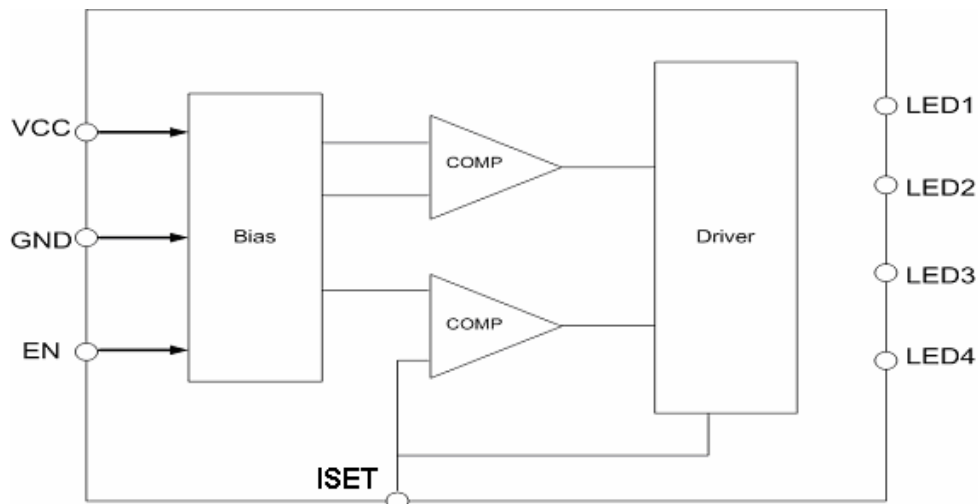 VCC
GND
EN
Bias
COMP
COMP
Driver
LED1
LED2
LED3
LED4
ISET